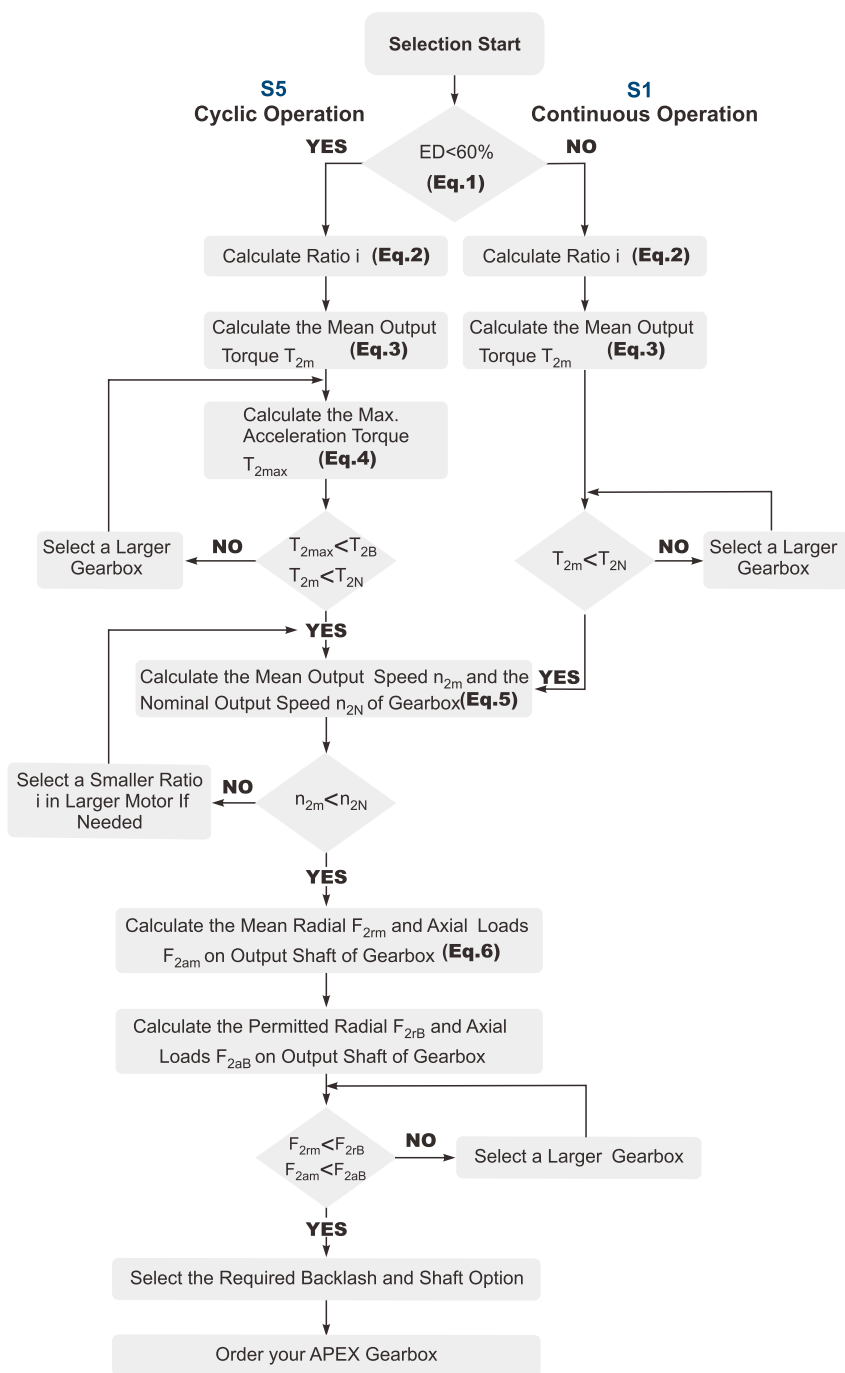 Selection Start
S5
Cyclic Operation
S1
Continuous Operation
YES
ED<60%
(Eq.1)
NO
Calculate Ratio i (Eq.2)
Calculate Ratio i (Eq.2)
Calculate the Mean Output
Torque T2m (Eq.3)
Calculate the Mean Output
Torque T2m (Eq.3)
Calculate the Max.
Acceleration Torque
T2max (Eq.4)
Select a Larger
Gearbox
NO
T2max<T2B
T2m<T2N
T2m<T2N
NO
Select a Larger
Gearbox
YES
Calculate the Mean Output Speed n2m and the
Nominal Output Speed n2N of Gearbox(Eq.5)
YES
Select a Smaller Ratio
i in Larger Motor If
Needed
NO
n2m<n2N
YES
Calculate the Mean Radial F2rm and Axial Loads
F2am on Output Shaft of Gearbox (Eq.6)
Calculate the Permitted Radial F2rB and Axial
Loads F2aB on Output Shaft of Gearbox
F2rm<F2rB
F2am<F2aB
NO
Select a Larger Gearbox
YES
Select the Required Backlash and Shaft Option
Order your APEX Gearbox